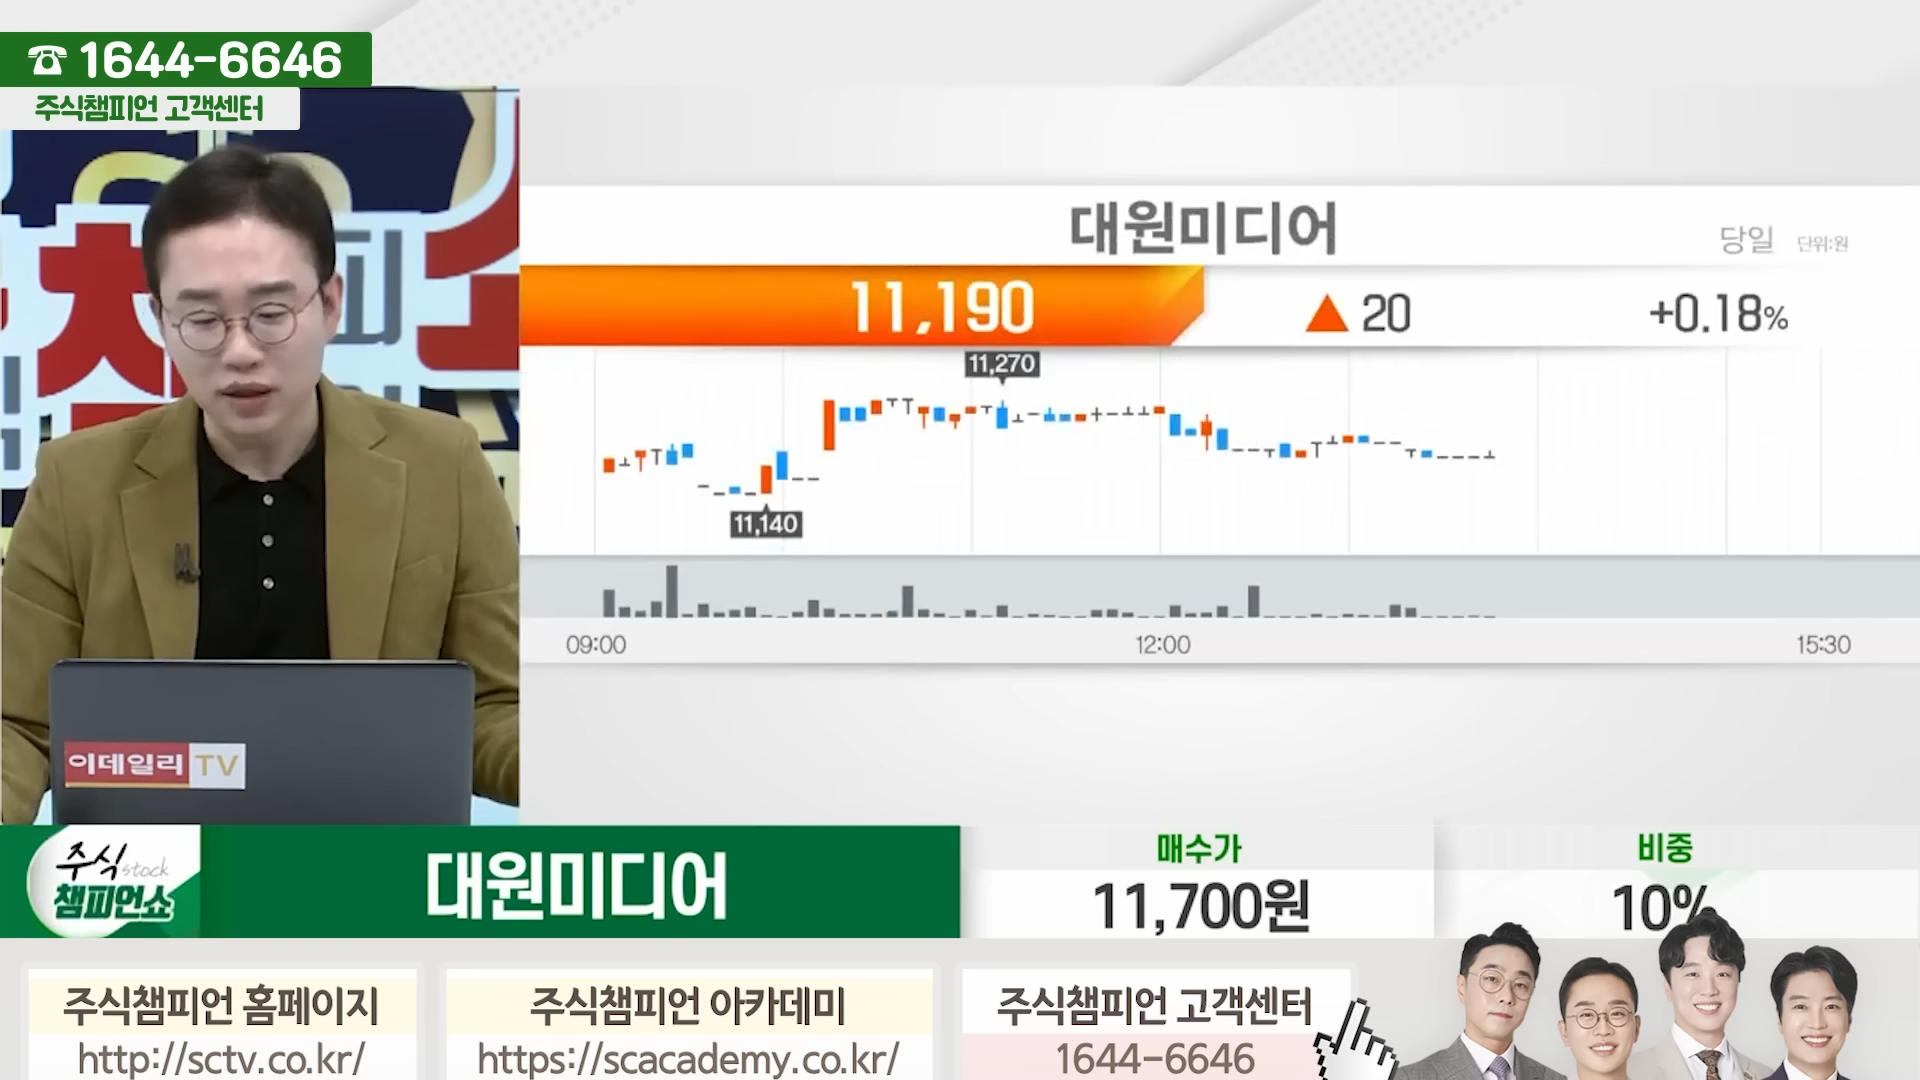 ☎ 1644-6646
주식챔피언 고객센터
대원미디어
당일 단위:원
11,190 ▲20 +0.18%
11,270
11,140
09:00 12:00 15:30
이데일리 TV
주식 stock
챔피언쇼
대원미디어
매수가
11,700원
비중
10%
주식챔피언 홈페이지
http://sctv.co.kr/
주식챔피언 아카데미
https://scacademy.co.kr/
주식챔피언 고객센터
1644-6646